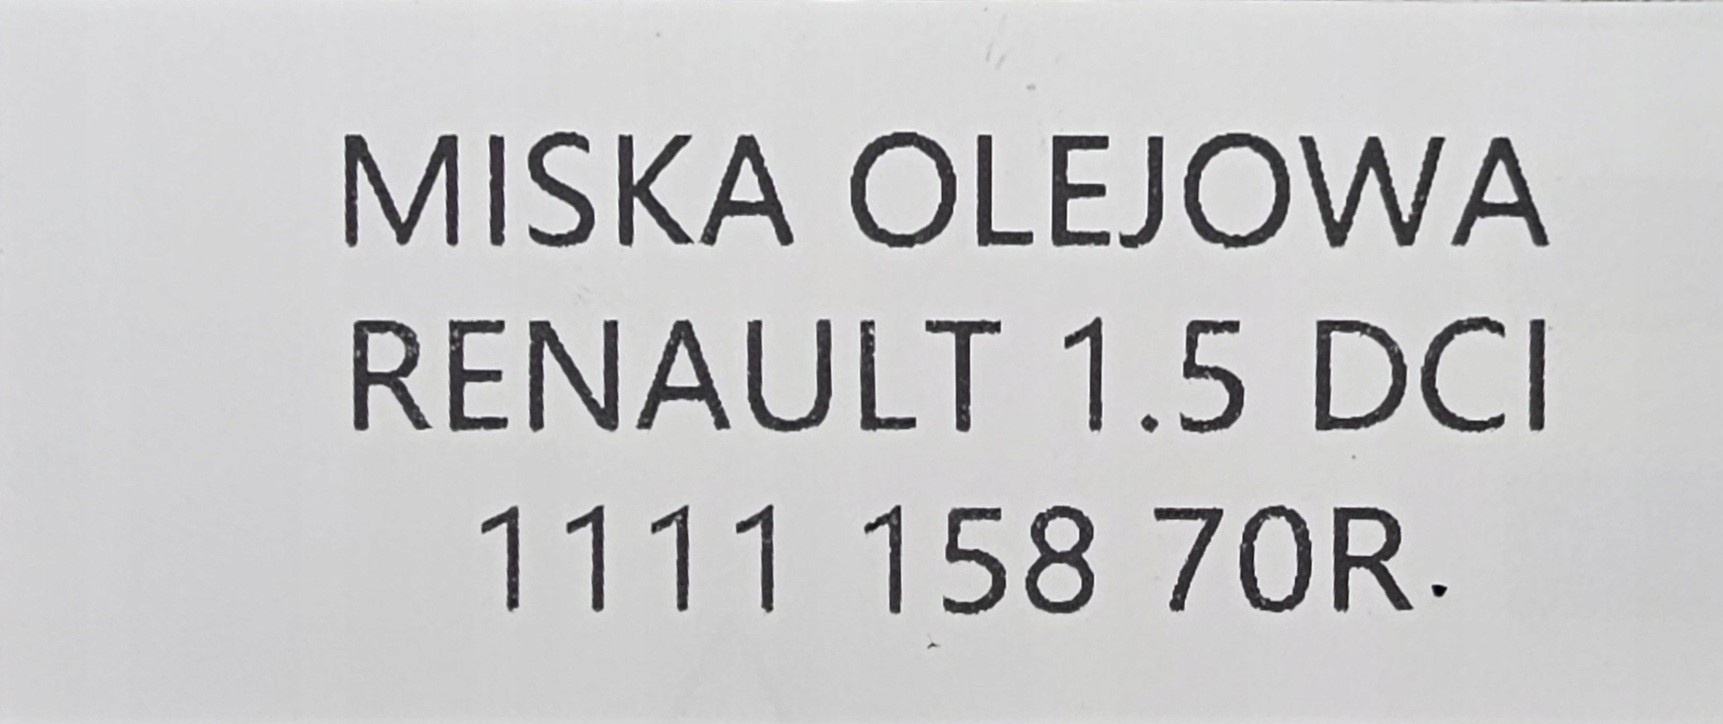 MISKA OLEJOWA
RENAULT 1.5 DCI
1111 158 70R.